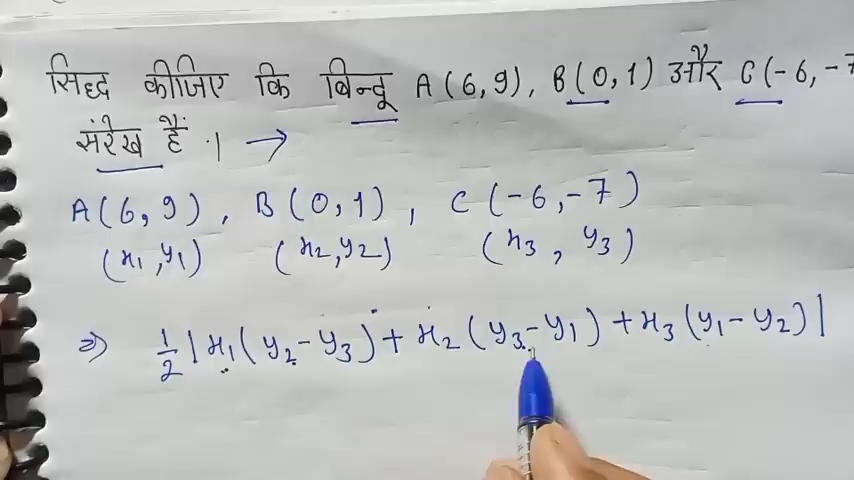 सिध्द कीजिए कि बिन्दू A(6,9), B(0,1) और C(-6,-7
संरेख हैं ।→
A(6,9), B(0,1), C(-6,-7)
(x₁,y₁) (x₂,y₂) (x₃,y₃)
⇒ 1/2 |x₁(y₂-y₃)+x₂(y₃-y₁)+x₃(y₁-y₂)|